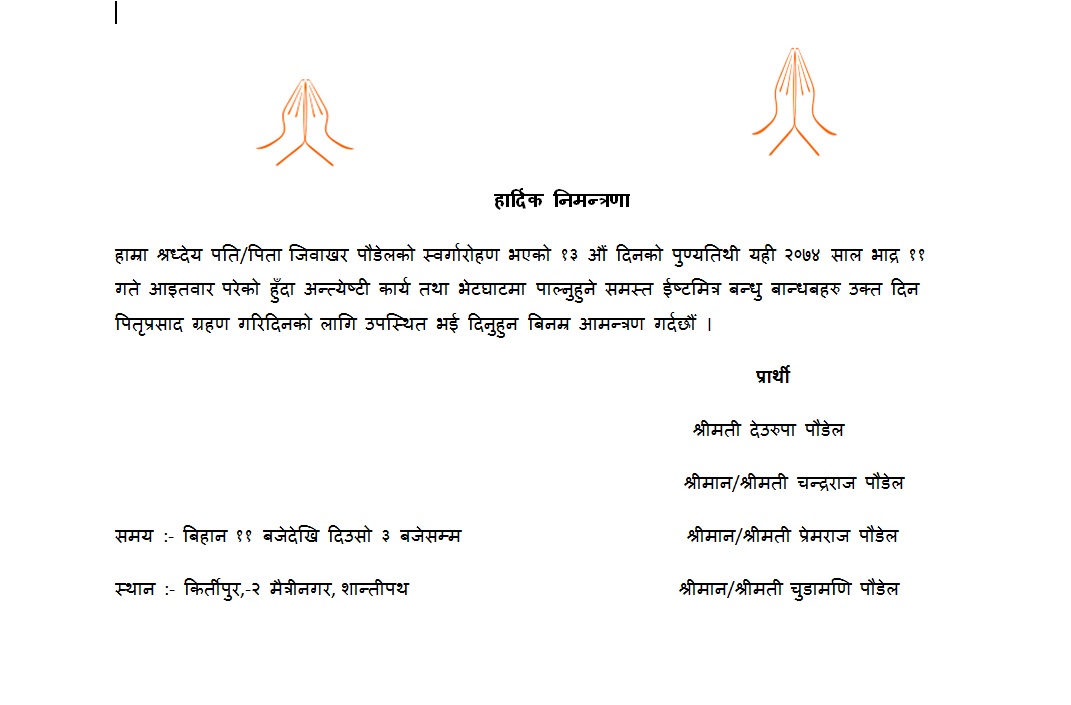 हार्दिक निमन्त्रणा
हाम्रा श्रध्देय पति/पिता जिवाखर पौडेलको स्वर्गारोहण भएको १३ औं दिनको पुण्यतिथी यही २०७४ साल भाद्र ११
गते आइतवार परेको हुँदा अन्त्येष्टी कार्य तथा भेटघाटमा पाल्नुहुने समस्त ईष्टमित्र बन्धु बान्धबहरु उक्त दिन
पितृप्रसाद ग्रहण गरिदिनको लागि उपस्थित भई दिनुहुन बिनम्र आमन्त्रण गर्दछौं ।
प्रार्थी
श्रीमती देउरुपा पौडेल
श्रीमान/श्रीमती चन्द्रराज पौडेल
समय :- बिहान ११ बजेदेखि दिउसो ३ बजेसम्म श्रीमान/श्रीमती प्रेमराज पौडेल
स्थान :- किर्तीपुर,-२ मैत्रीनगर, शान्तीपथ श्रीमान/श्रीमती चुडामणि पौडेल